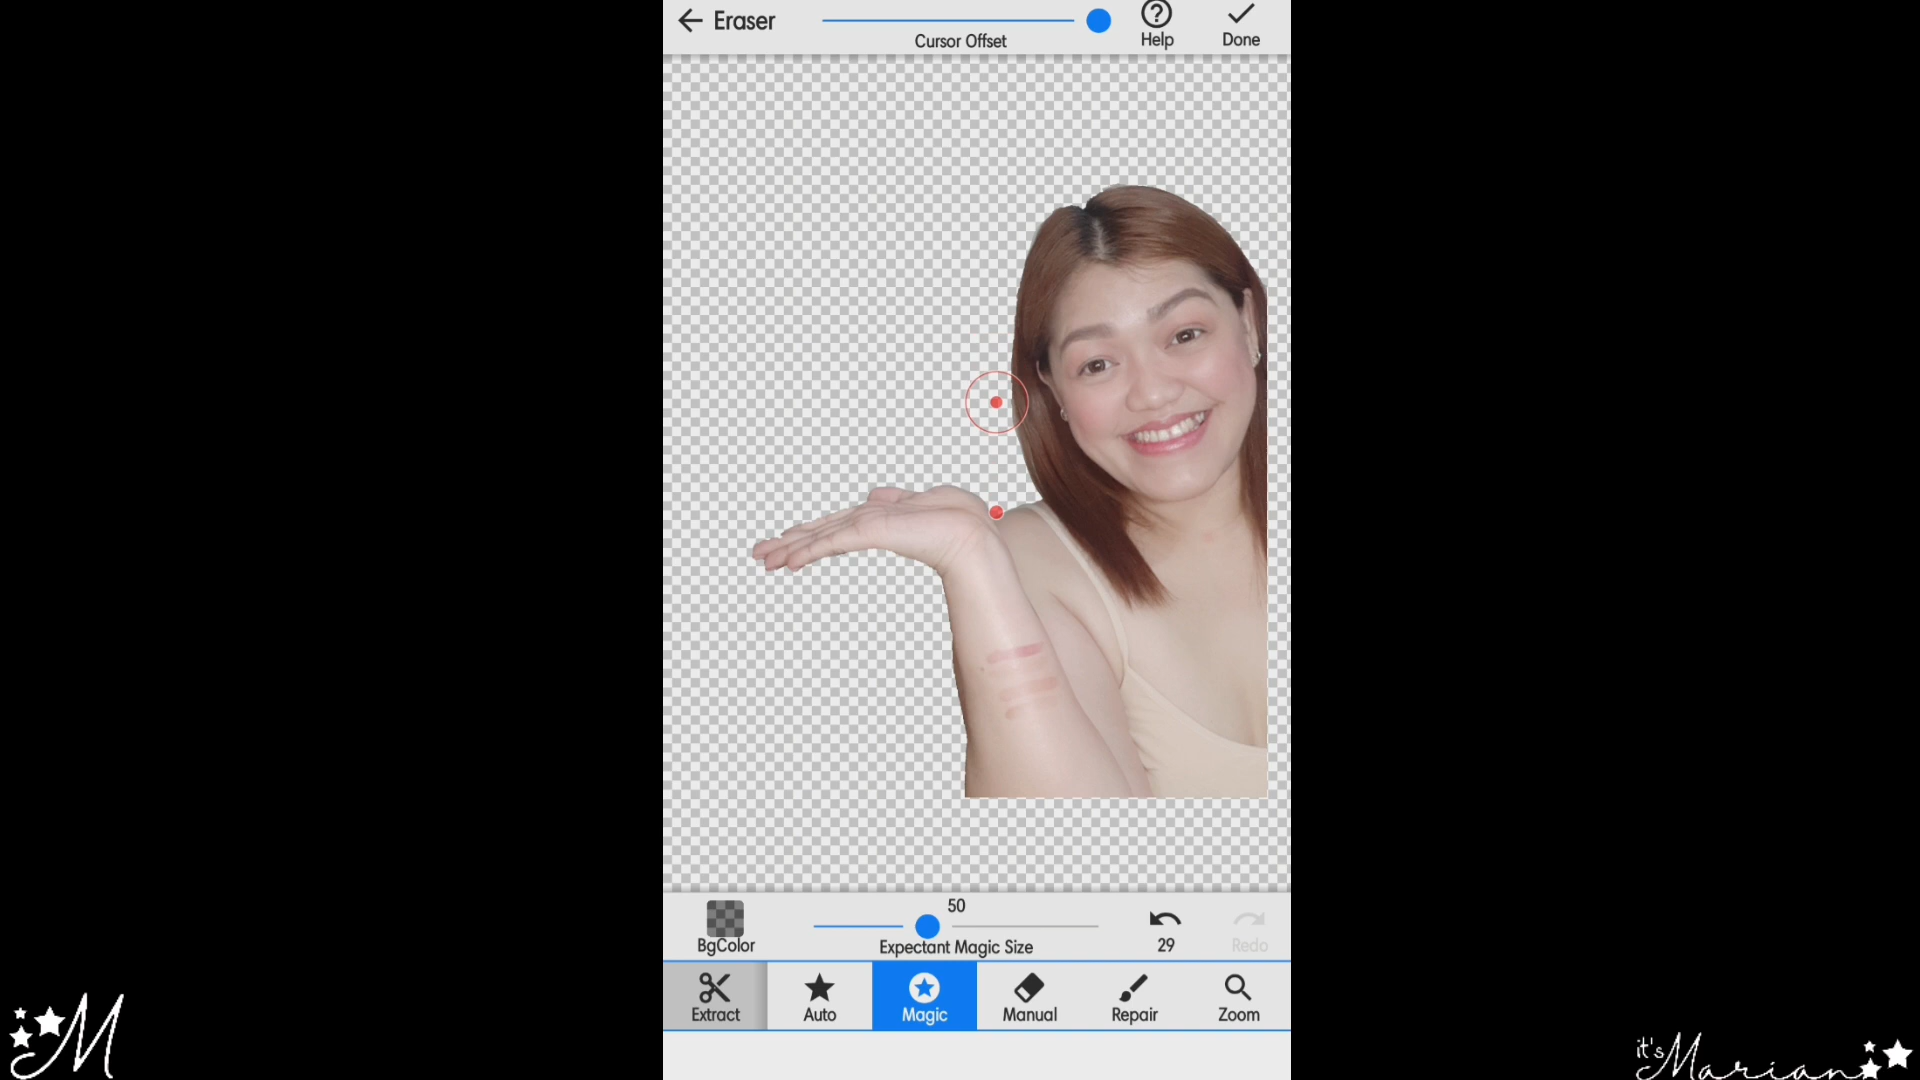 Eraser
Cursor Offset
Help
Done
50
BgColor
Expectant Magic Size
29
Redo
Extract
Auto
Magic
Manual
Repair
Zoom
M
it's Marian